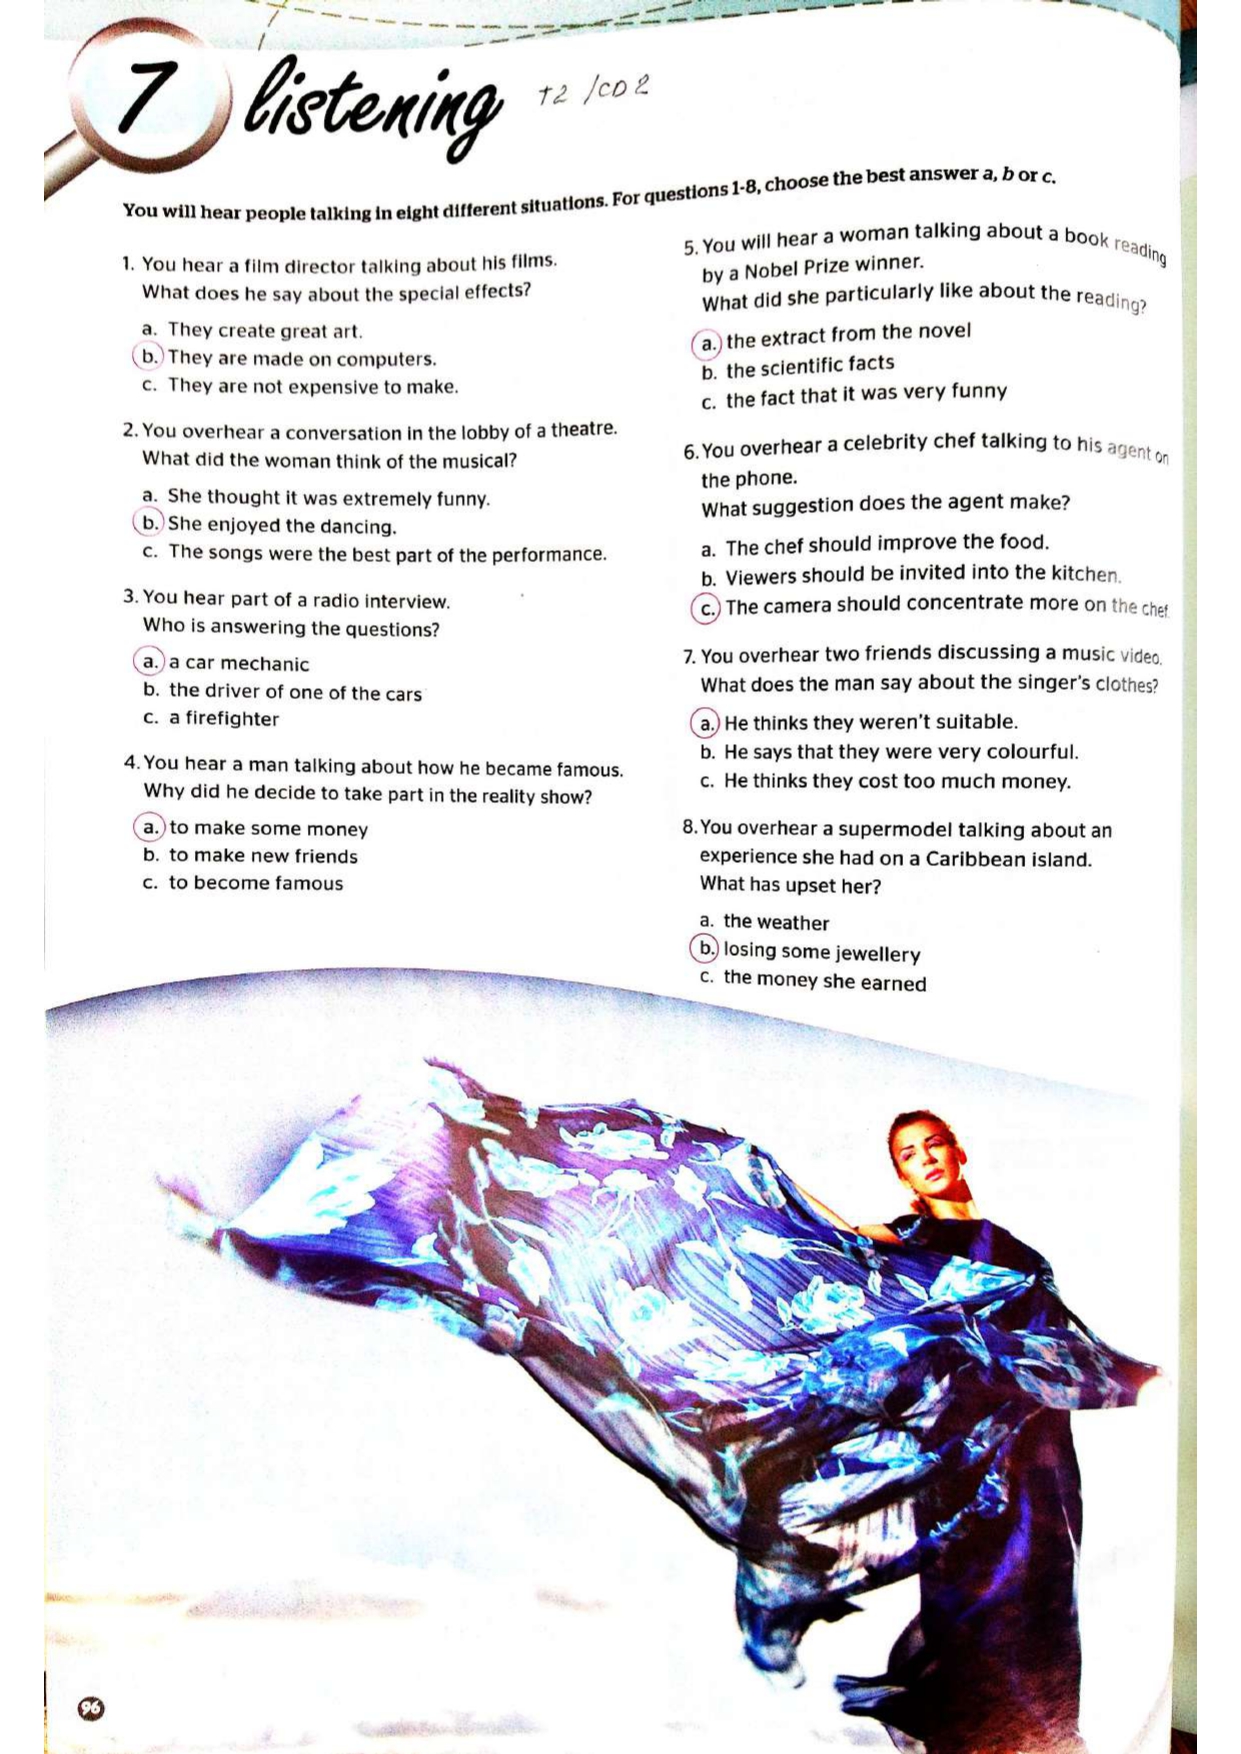 7 listening T2 /CD2
You will hear people talking in eight different situations. For questions 1-8, choose the best answer a, b or c.
1. You hear a film director talking about his films.
What does he say about the special effects?
a. They create great art.
b. They are made on computers.
c. They are not expensive to make.
2. You overhear a conversation in the lobby of a theatre.
What did the woman think of the musical?
a. She thought it was extremely funny.
b. She enjoyed the dancing.
c. The songs were the best part of the performance.
3. You hear part of a radio interview.
Who is answering the questions?
a. a car mechanic
b. the driver of one of the cars
c. a firefighter
4. You hear a man talking about how he became famous.
Why did he decide to take part in the reality show?
a. to make some money
b. to make new friends
c. to become famous
5. You will hear a woman talking about a book reading
by a Nobel Prize winner.
What did she particularly like about the reading?
a. the extract from the novel
b. the scientific facts
c. the fact that it was very funny
6. You overhear a celebrity chef talking to his agent on
the phone.
What suggestion does the agent make?
a. The chef should improve the food.
b. Viewers should be invited into the kitchen.
c. The camera should concentrate more on the chef
7. You overhear two friends discussing a music video.
What does the man say about the singer's clothes?
a. He thinks they weren't suitable.
b. He says that they were very colourful.
c. He thinks they cost too much money.
8. You overhear a supermodel talking about an
experience she had on a Caribbean island.
What has upset her?
a. the weather
b. losing some jewellery
c. the money she earned
96